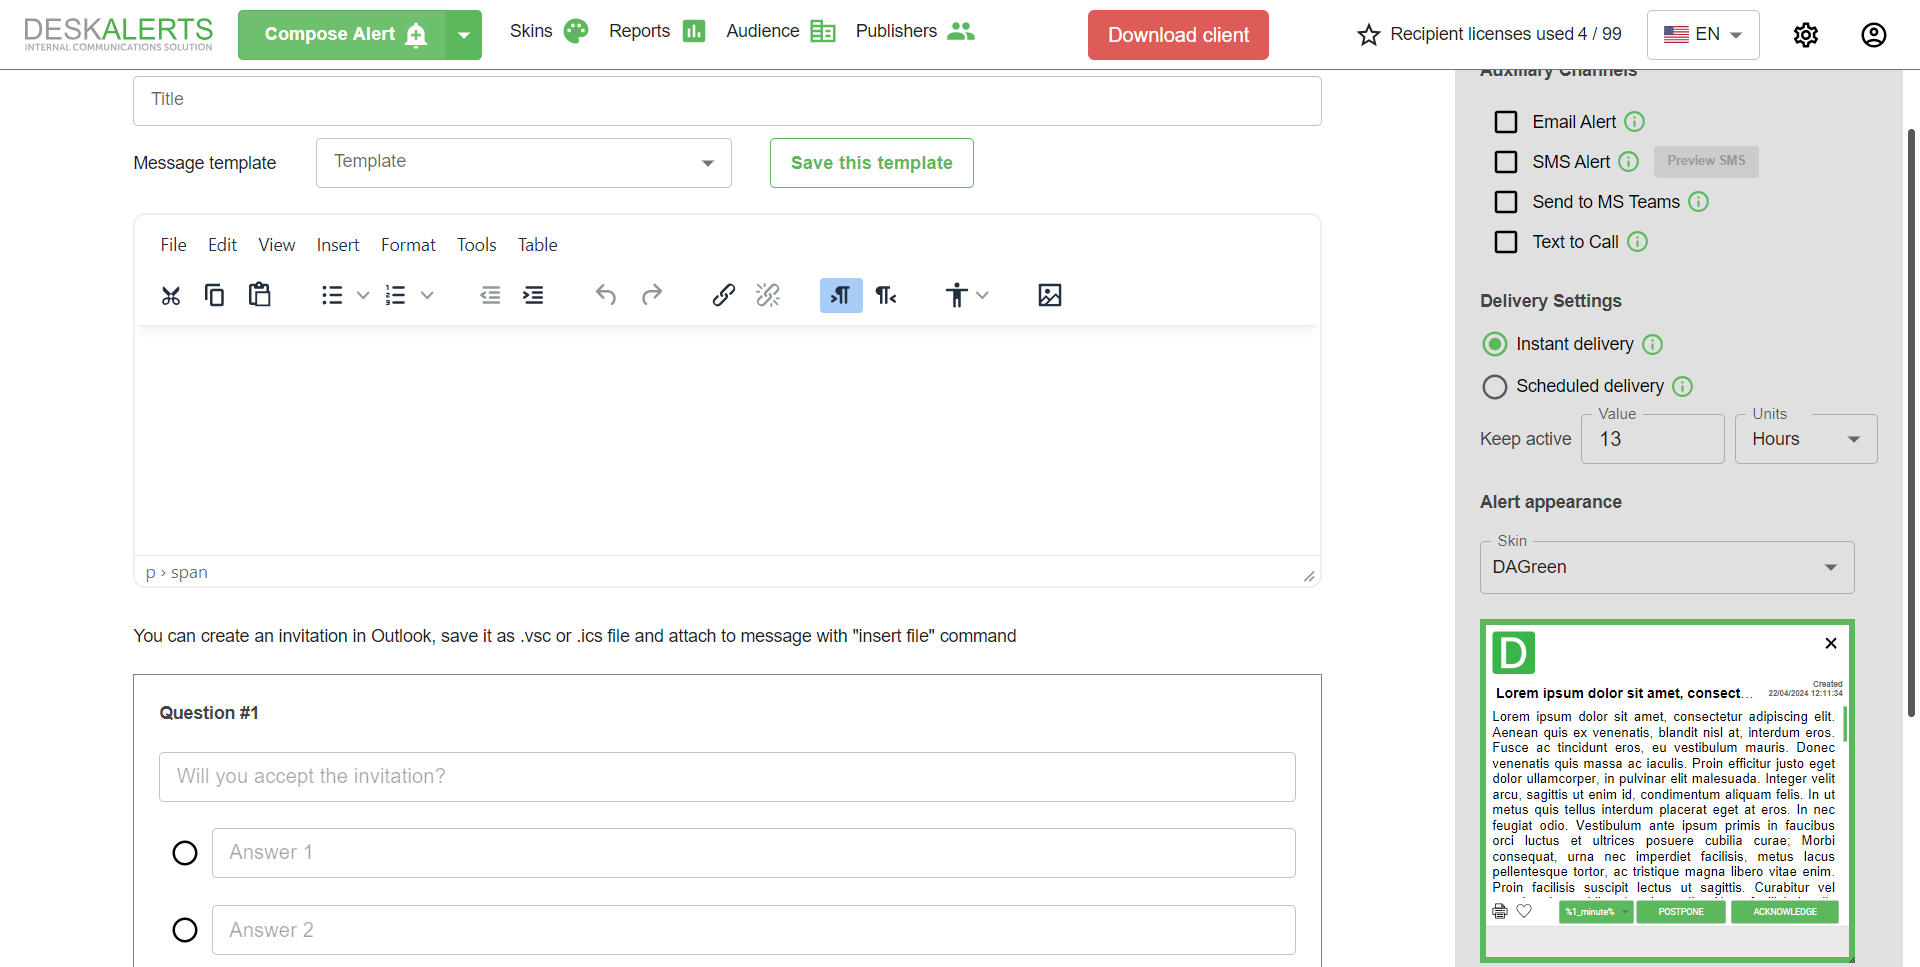 DESKALERTS
INTERNAL COMMUNICATIONS SOLUTION
Compose Alert
Skins
Reports
Audience
Publishers
Download client
Recipient licenses used 4 / 99
EN
Title
Message template
Template
Save this template
File Edit View Insert Format Tools Table
p › span
You can create an invitation in Outlook, save it as .vsc or .ics file and attach to message with "insert file" command
Question #1
Will you accept the invitation?
Answer 1
Answer 2
Auxiliary Channels
Email Alert
SMS Alert
Preview SMS
Send to MS Teams
Text to Call
Delivery Settings
Instant delivery
Scheduled delivery
Keep active
Value
13
Units
Hours
Alert appearance
Skin
DAGreen
D
Created
22/04/2024 12:11:34
Lorem ipsum dolor sit amet, consect...
Lorem ipsum dolor sit amet, consectetur adipiscing elit.
Aenean quis ex venenatis, blandit nisl at, interdum eros.
Fusce ac tincidunt eros, eu vestibulum mauris. Donec
venenatis quis massa ac iaculis. Proin efficitur justo eget
dolor ullamcorper, in pulvinar elit malesuada. Integer velit
arcu, sagittis ut enim id, condimentum aliquam felis. In ut
metus quis tellus interdum placerat eget at eros. In nec
feugiat odio. Vestibulum ante ipsum primis in faucibus
orci luctus et ultrices posuere cubilia curae; Morbi
consequat, urna nec imperdiet facilisis, metus lacus
pellentesque tortor, ac tristique magna libero vitae enim.
Proin facilisis suscipit lectus ut sagittis. Curabitur vel
%1_minute%
POSTPONE
ACKNOWLEDGE